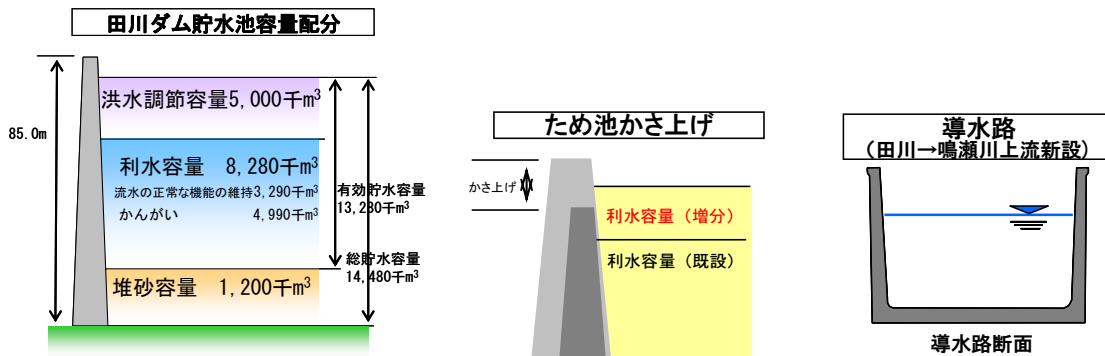 田川ダム貯水池容量配分
85.0m
洪水調節容量5,000千m³
利水容量 8,280千m³
流水の正常な機能の維持3,290千m³
かんがい 4,990千m³
堆砂容量 1,200千m³
有効貯水容量
13,280千m³
総貯水容量
14,480千m³
ため池かさ上げ
かさ上げ
利水容量（増分）
利水容量（既設）
導水路
（田川→鳴瀬川上流新設）
導水路断面